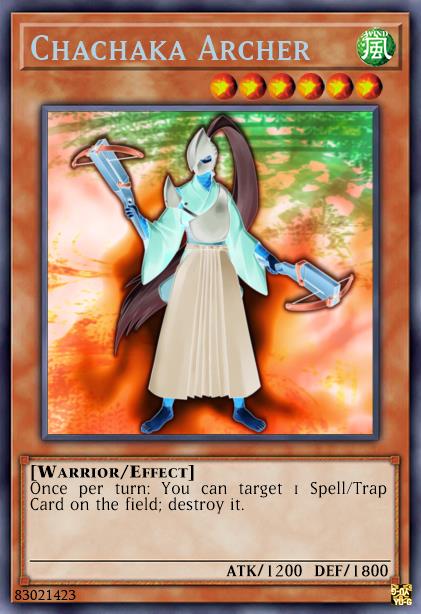 CHACHAKA ARCHER
WIND
風
[WARRIOR/EFFECT]
Once per turn: You can target 1 Spell/Trap
Card on the field; destroy it.
ATK/1200 DEF/1800
83021423